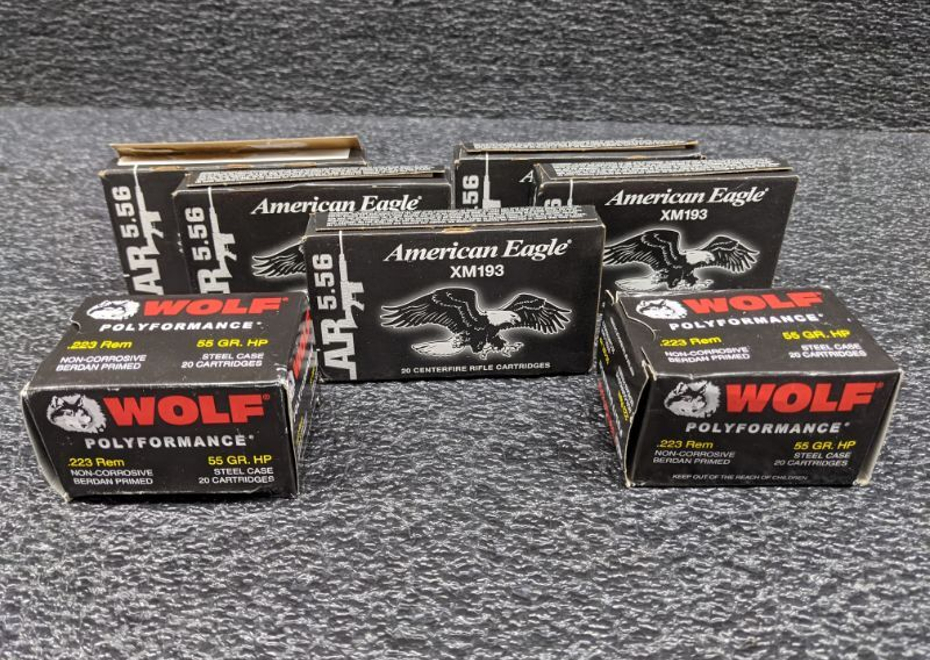 AR 5.56
R 5.56
American Eagle®
.56
American Eagle®
XM193
AR 5.56
American Eagle®
XM193
20 CENTERFIRE RIFLE CARTRIDGES
WOLF®
POLYFORMANCE®
.223 Rem 55 GR. HP
NON-CORROSIVE STEEL CASE
BERDAN PRIMED 20 CARTRIDGES
WOLF®
POLYFORMANCE®
.223 Rem 55 GR. HP
NON-CORROSIVE STEEL CASE
BERDAN PRIMED 20 CARTRIDGES
WOLF®
POLYFORMANCE®
.223 Rem 55 GR. HP
NON-CORROSIVE STEEL CASE
BERDAN PRIMED 20 CARTRIDGES
WOLF®
POLYFORMANCE®
.223 Rem 55 GR. HP
NON-CORROSIVE STEEL CASE
BERDAN PRIMED 20 CARTRIDGES
KEEP OUT OF THE REACH OF CHILDREN